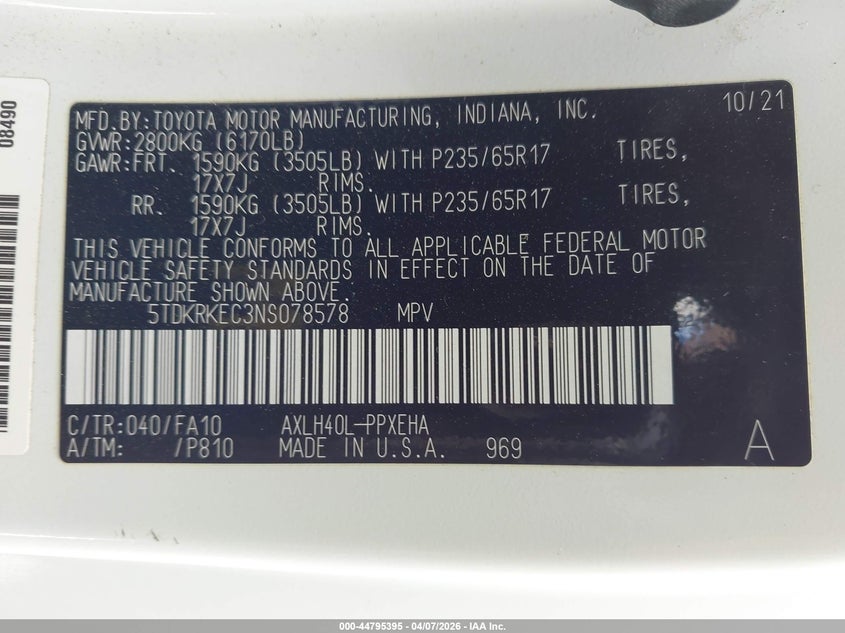 08490
MFD.BY:TOYOTA MOTOR MANUFACTURING, INDIANA, INC. 10/21
GVWR:2800KG (6170LB)
GAWR:FRT. 1590KG (3505LB) WITH P235/65R17 TIRES,
17X7J RIMS.
RR. 1590KG (3505LB) WITH P235/65R17 TIRES,
17X7J RIMS.
THIS VEHICLE CONFORMS TO ALL APPLICABLE FEDERAL MOTOR
VEHICLE SAFETY STANDARDS IN EFFECT ON THE DATE OF
MANUFACTURE SHOWN ABOVE.
5TDKRKEC3NS078578 MPV
C/TR:040/FA10 AXLH40L-PPXEHA
A/TM: /P810 MADE IN U.S.A. 969 A
000-44795395 - 04/07/2026 - IAA Inc.